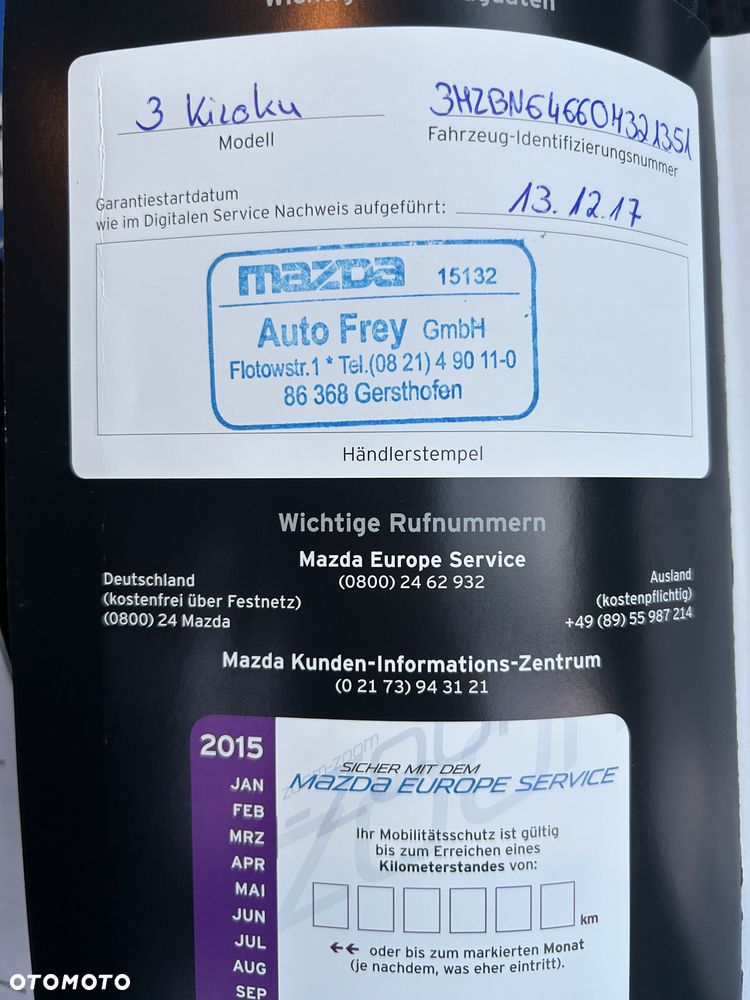 3 Kizoku
3MZBN64660H321351
Modell
Fahrzeug-Identifizierungsnummer
Garantiestartdatum
wie im Digitalen Service Nachweis aufgeführt:
13.12.17
mazDa 15132
Auto Frey GmbH
Flotowstr.1 * Tel.(08 21) 4 90 11-0
86 368 Gersthofen
Händlerstempel
Wichtige Rufnummern
Mazda Europe Service
(0800) 24 62 932
Deutschland
(kostenfrei über Festnetz)
(0800) 24 Mazda
Ausland
(kostenpflichtig)
+49 (89) 55 987 214
Mazda Kunden-Informations-Zentrum
(0 21 73) 94 31 21
2015
JAN
FEB
MRZ
APR
MAI
JUN
JUL
AUG
SEP
zoom-zoom
SICHER MIT DEM
MazDa EUROPE SERVICE
Ihr Mobilitätsschutz ist gültig
bis zum Erreichen eines
Kilometerstandes von:
km
oder bis zum markierten Monat
(je nachdem, was eher eintritt).
OTOMOTO